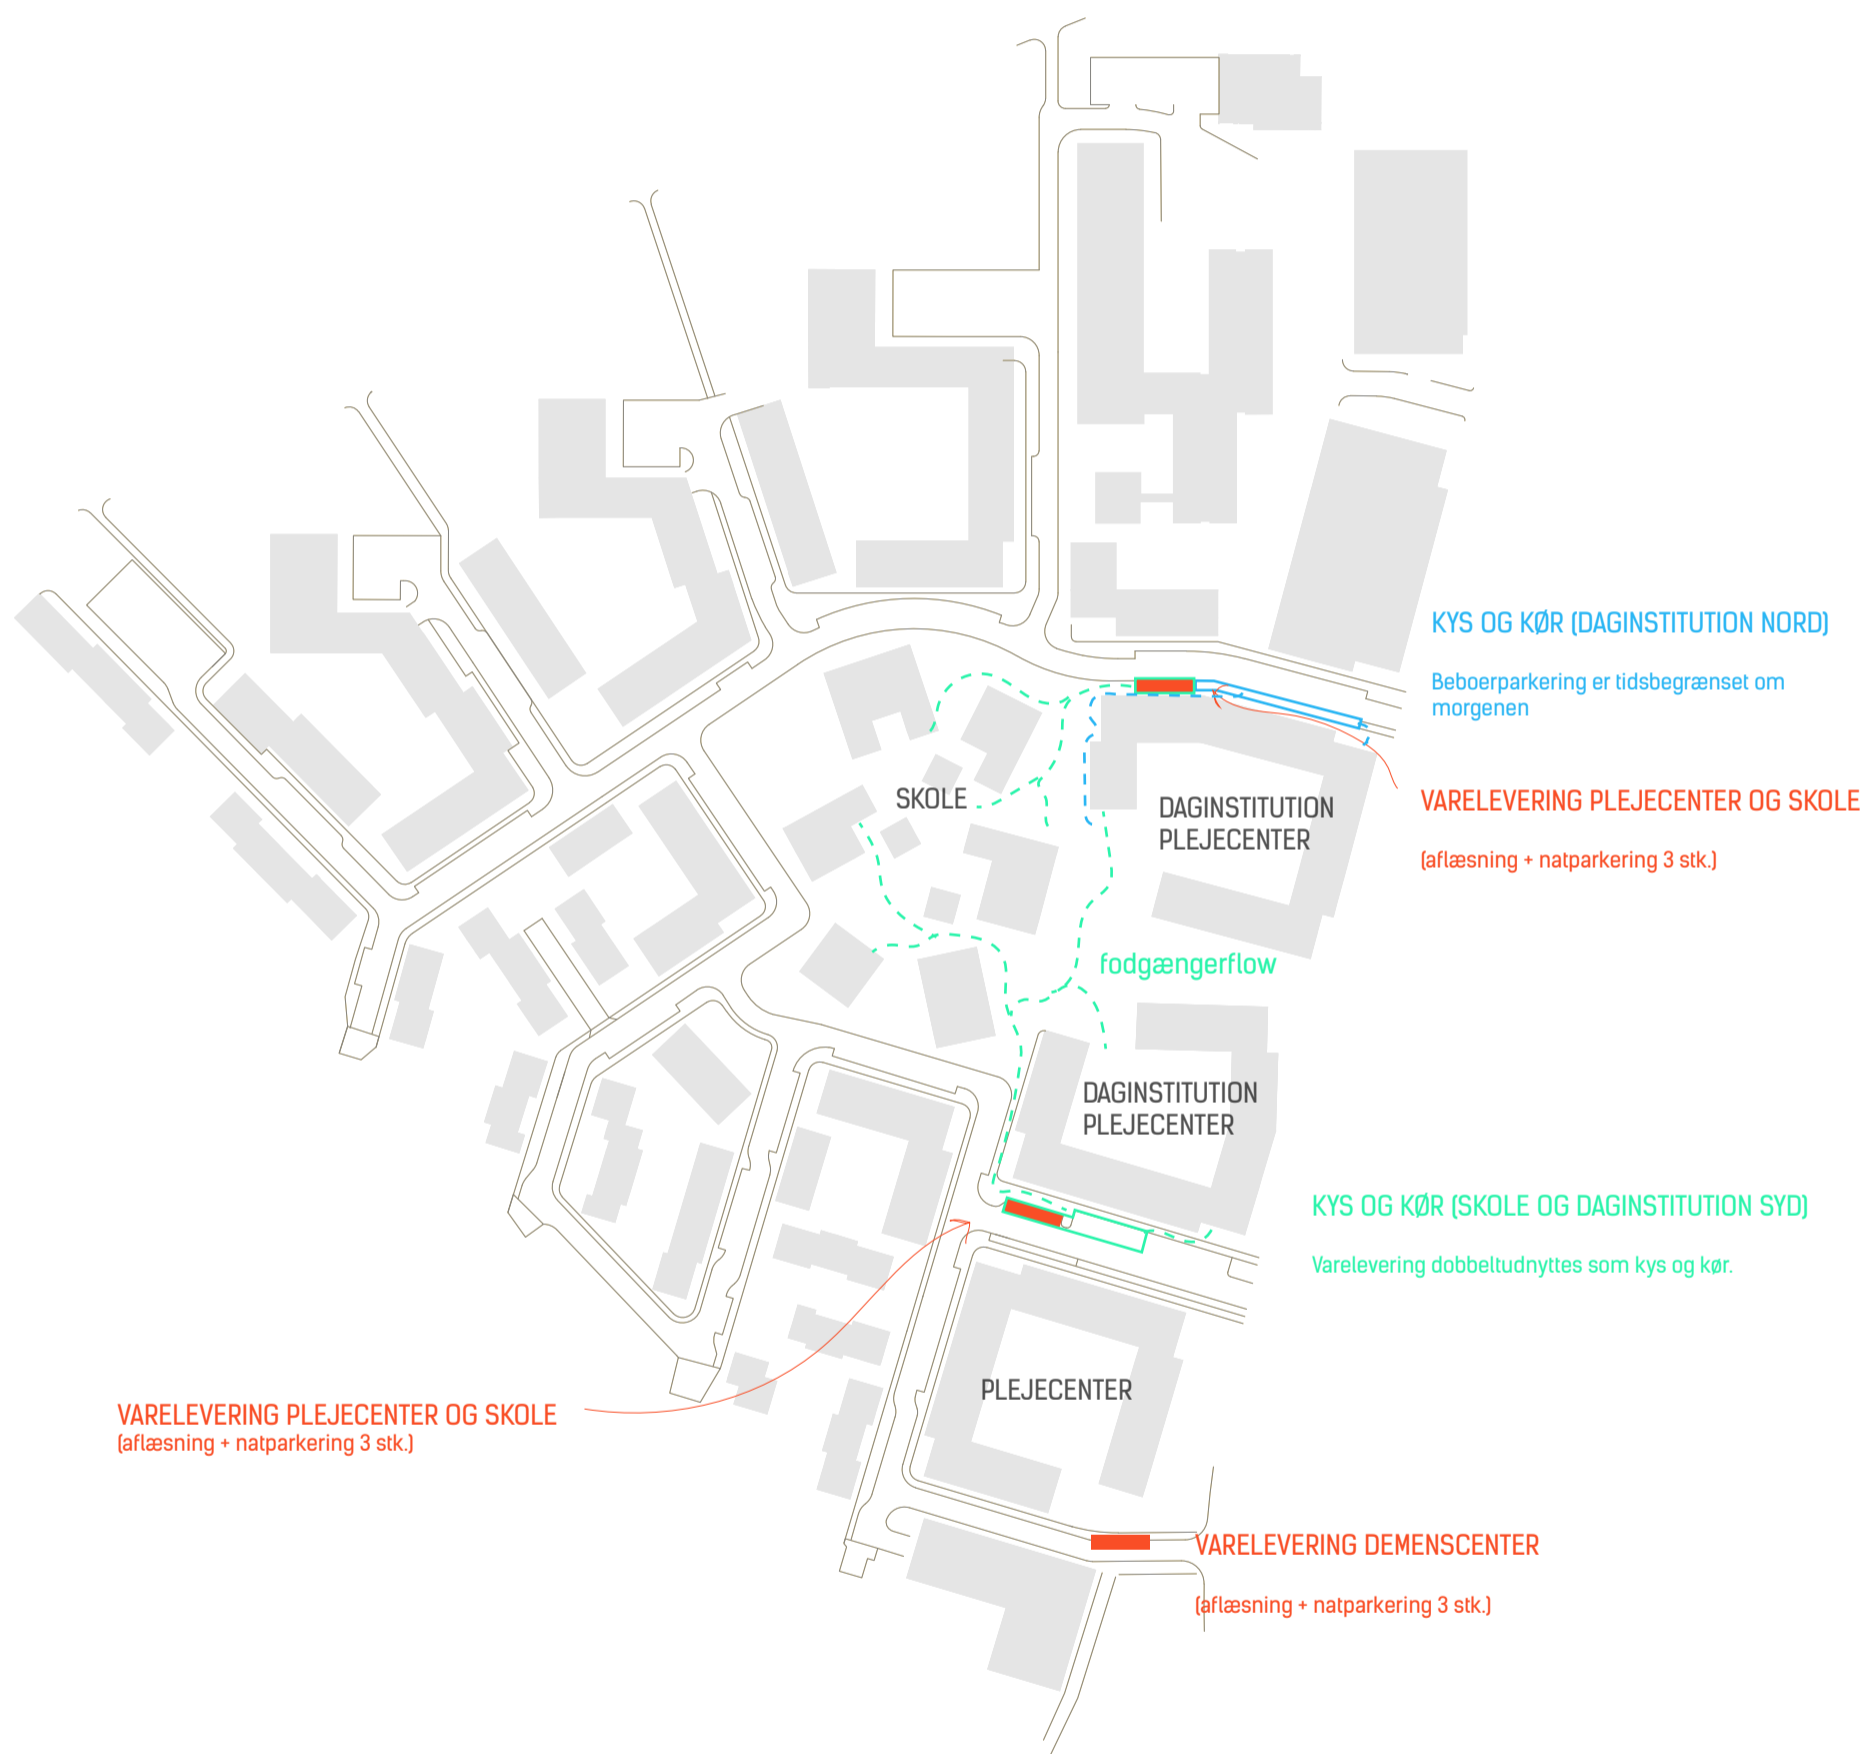 KYS OG KØR (DAGINSTITUTION NORD)
Beboerparkering er tidsbegrænset om
morgenen
SKOLE
DAGINSTITUTION
PLEJECENTER
VARELEVERING PLEJECENTER OG SKOLE
(aflæsning + natparkering 3 stk.)
fodgængerflow
DAGINSTITUTION
PLEJECENTER
KYS OG KØR (SKOLE OG DAGINSTITUTION SYD)
Varelevering dobbeltudnyttes som kys og kør.
PLEJECENTER
VARELEVERING PLEJECENTER OG SKOLE
(aflæsning + natparkering 3 stk.)
VARELEVERING DEMENSCENTER
(aflæsning + natparkering 3 stk.)